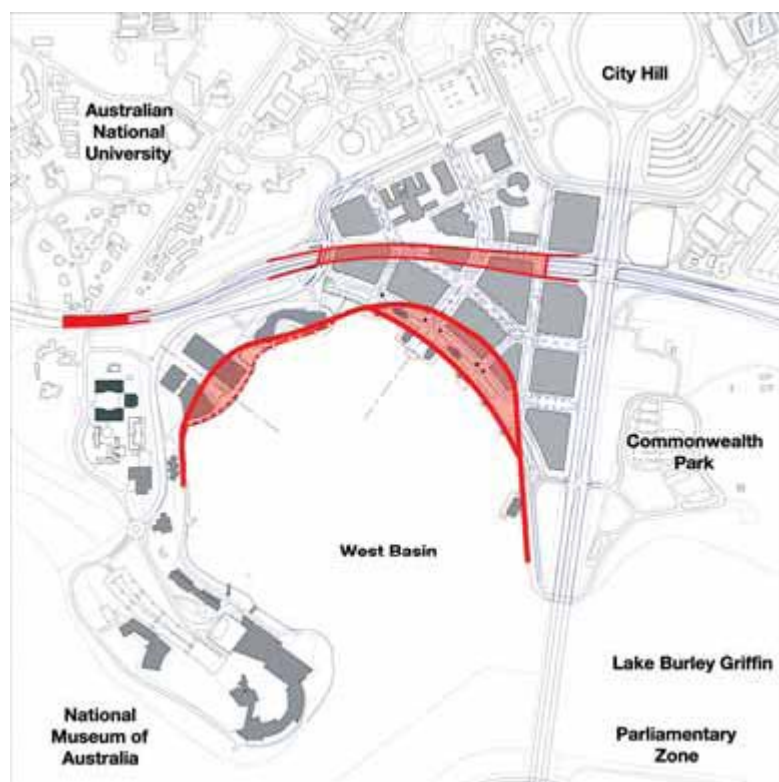 City Hill
Australian
National
University
Commonwealth
Park
West Basin
Lake Burley Griffin
National
Museum of
Australia
Parliamentary
Zone